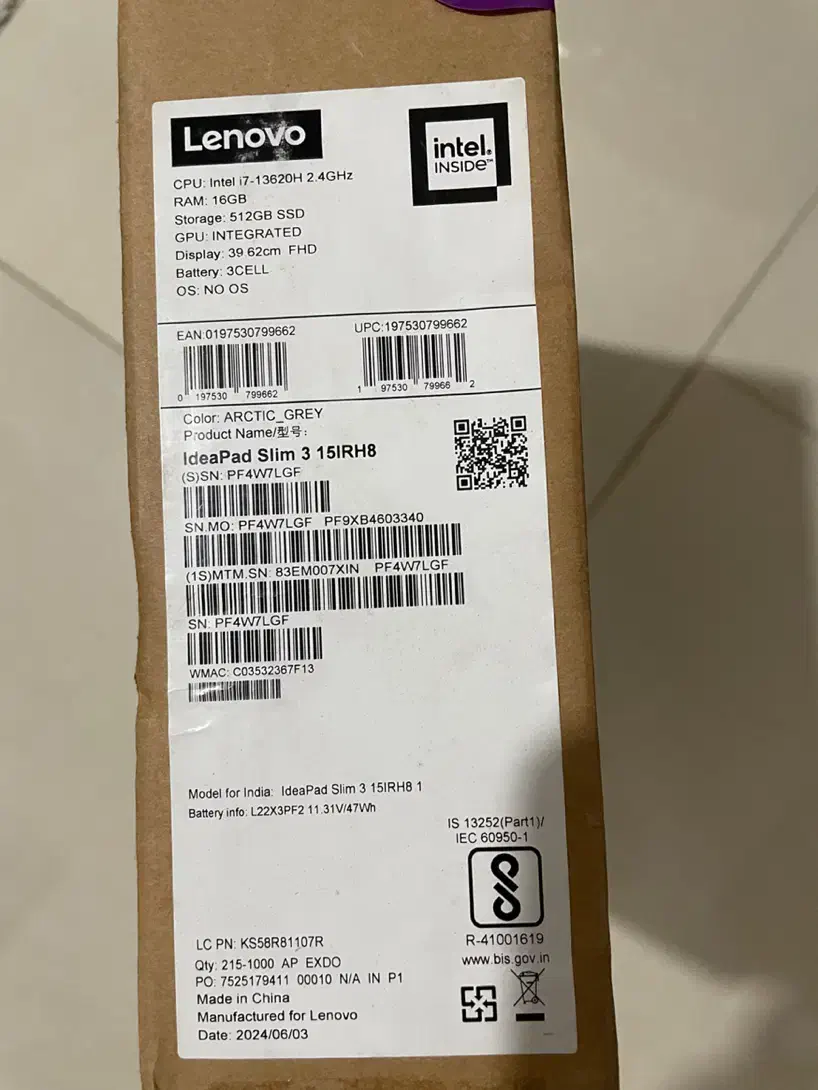 Lenovo
intel.
INSIDE™
CPU: Intel i7-13620H 2.4GHz
RAM: 16GB
Storage: 512GB SSD
GPU: INTEGRATED
Display: 39 62cm FHD
Battery: 3CELL
OS: NO OS
EAN:0197530799662
UPC:197530799662
0 197530 799662
1 97530 79966 2
Color: ARCTIC_GREY
Product Name/型号:
IdeaPad Slim 3 15IRH8
(S)SN: PF4W7LGF
SN.MO: PF4W7LGF PF9XB4603340
(1S)MTM.SN: 83EM007XIN PF4W7LGF
SN: PF4W7LGF
WMAC: C03532367F13
Model for India: IdeaPad Slim 3 15IRH8 1
Battery info: L22X3PF2 11.31V/47Wh
IS 13252(Part1)/
IEC 60950-1
R-41001619
www.bis.gov.in
LC PN: KS58R81107R
Qty: 215-1000 AP EXDO
PO: 7525179411 00010 N/A IN P1
Made in China
Manufactured for Lenovo
Date: 2024/06/03